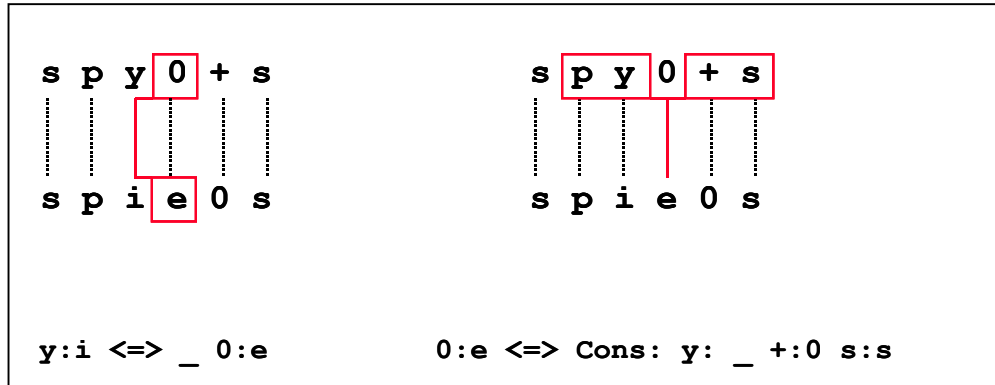 s p y 0 + s
s p i e 0 s
y:i <=> _ 0:e
s p y 0 + s
s p i e 0 s
0:e <=> Cons: y: _ +:0 s:s